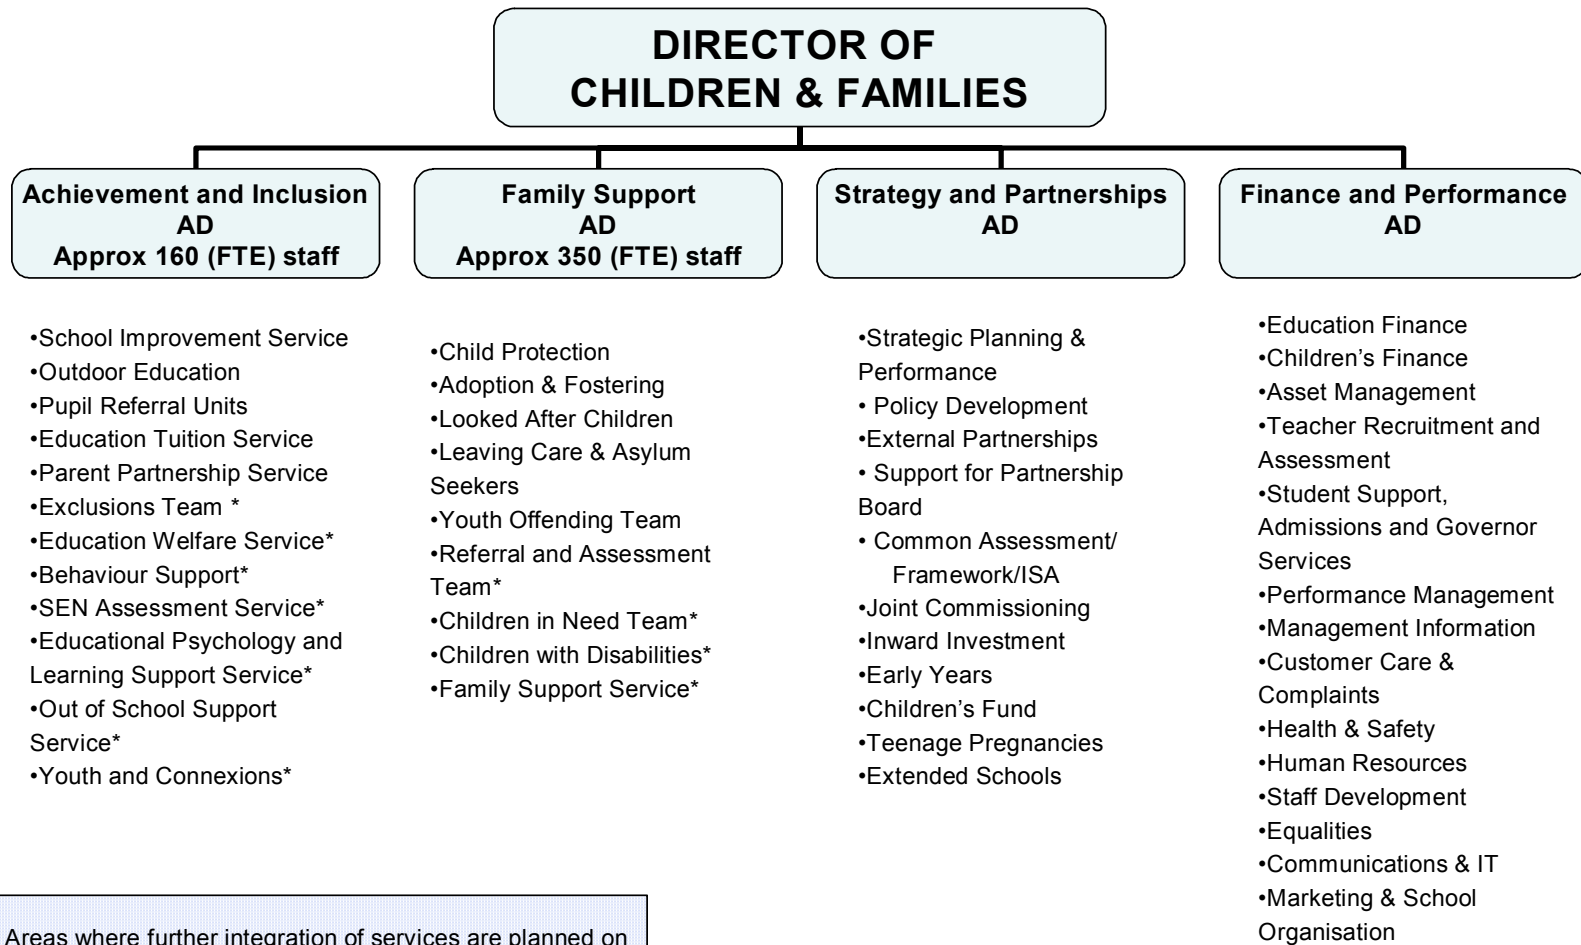 DIRECTOR OF
CHILDREN & FAMILIES
Achievement and Inclusion
AD
Approx 160 (FTE) staff
Family Support
AD
Approx 350 (FTE) staff
Strategy and Partnerships
AD
Finance and Performance
AD
•School Improvement Service
•Outdoor Education
•Pupil Referral Units
•Education Tuition Service
•Parent Partnership Service
•Exclusions Team *
•Education Welfare Service*
•Behaviour Support*
•SEN Assessment Service*
•Educational Psychology and
Learning Support Service*
•Out of School Support
Service*
•Youth and Connexions*
•Child Protection
•Adoption & Fostering
•Looked After Children
•Leaving Care & Asylum
Seekers
•Youth Offending Team
•Referral and Assessment
Team*
•Children in Need Team*
•Children with Disabilities*
•Family Support Service*
•Strategic Planning &
Performance
• Policy Development
•External Partnerships
• Support for Partnership
Board
• Common Assessment/
Framework/ISA
•Joint Commissioning
•Inward Investment
•Early Years
•Children’s Fund
•Teenage Pregnancies
•Extended Schools
•Education Finance
•Children’s Finance
•Asset Management
•Teacher Recruitment and
Assessment
•Student Support,
Admissions and Governor
Services
•Performance Management
•Management Information
•Customer Care &
Complaints
•Health & Safety
•Human Resources
•Staff Development
•Equalities
•Communications & IT
•Marketing & School
Organisation
Areas where further integration of services are planned on